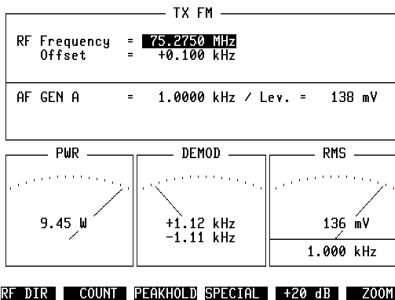 TX FM
RF Frequency = 75.2750 MHz
Offset = +0.100 kHz
AF GEN A = 1.0000 kHz / Lev. = 138 mV
PWR DEMOD RMS
9.45 W +1.12 kHz 136 mV
-1.11 kHz
1.000 kHz
RF DIR COUNT PEAKHOLD SPECIAL +20 dB ZOOM